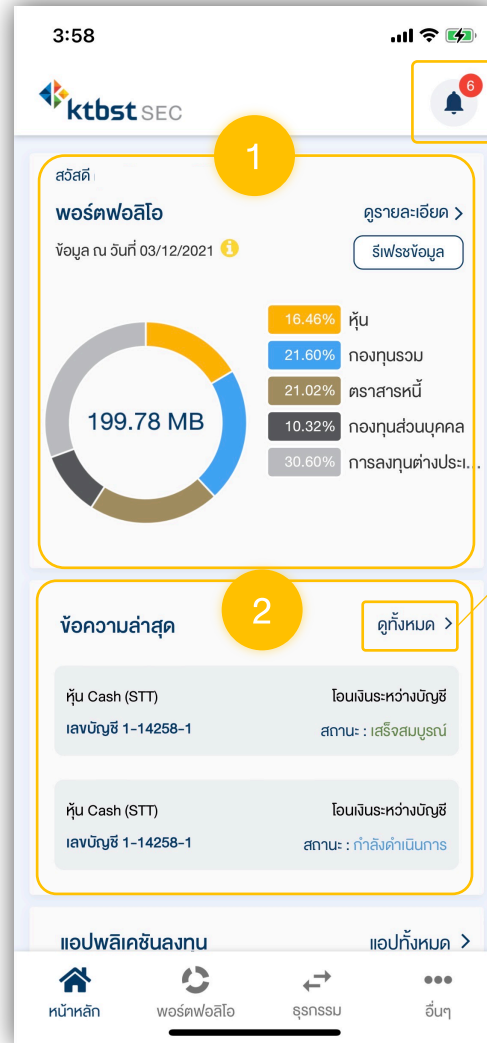 3:58
ktbst SEC
6
1
สวัสดี
พอร์ตฟอลิโอ
ดูรายละเอียด >
ข้อมูล ณ วันที่ 03/12/2021
รีเฟรชข้อมูล
16.46% หุ้น
21.60% กองทุนรวม
21.02% ตราสารหนี้
10.32% กองทุนส่วนบุคคล
30.60% การลงทุนต่างประเ...
199.78 MB
2
ข้อความล่าสุด
ดูทั้งหมด >
หุ้น Cash (STT) โอนเงินระหว่างบัญชี
เลขบัญชี 1-14258-1 สถานะ : เสร็จสมบูรณ์
หุ้น Cash (STT) โอนเงินระหว่างบัญชี
เลขบัญชี 1-14258-1 สถานะ : กำลังดำเนินการ
แอปพลิเคชันลงทุน แอปทั้งหมด >
หน้าหลัก พอร์ตฟอลิโอ ธุรกรรม อื่นๆ